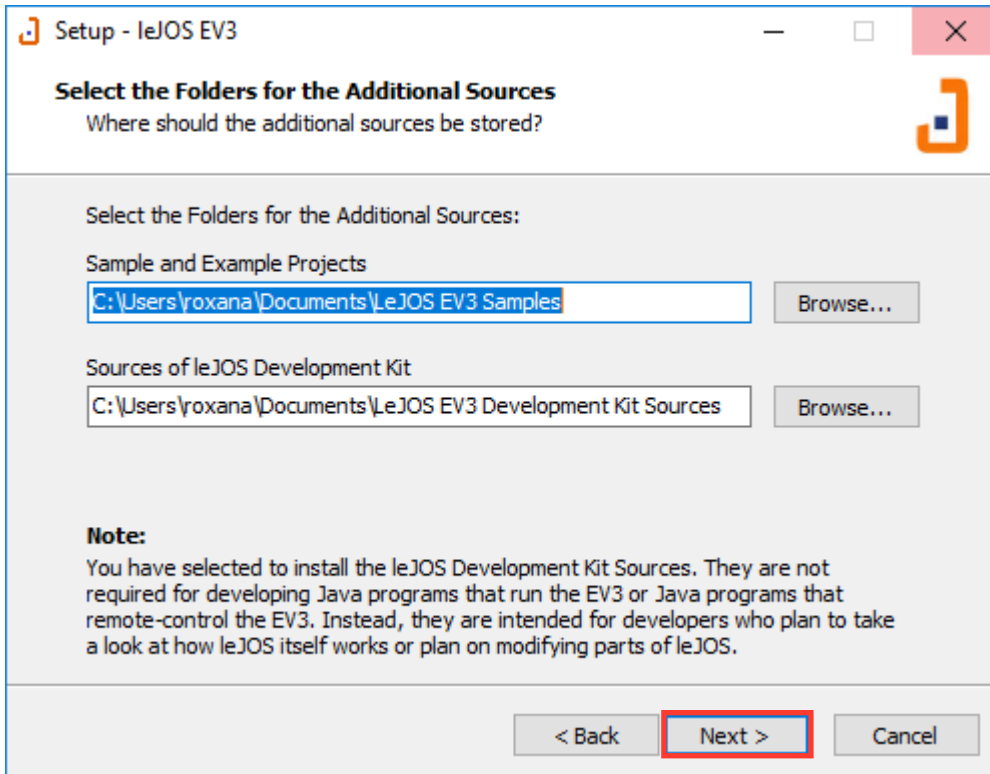 Setup - leJOS EV3
Select the Folders for the Additional Sources
Where should the additional sources be stored?
Select the Folders for the Additional Sources:
Sample and Example Projects
C:\Users\roxana\Documents\LeJOS EV3 Samples
Browse...
Sources of leJOS Development Kit
C:\Users\roxana\Documents\LeJOS EV3 Development Kit Sources
Browse...
Note:
You have selected to install the leJOS Development Kit Sources. They are not
required for developing Java programs that run the EV3 or Java programs that
remote-control the EV3. Instead, they are intended for developers who plan to take
a look at how leJOS itself works or plan on modifying parts of leJOS.
< Back
Next >
Cancel